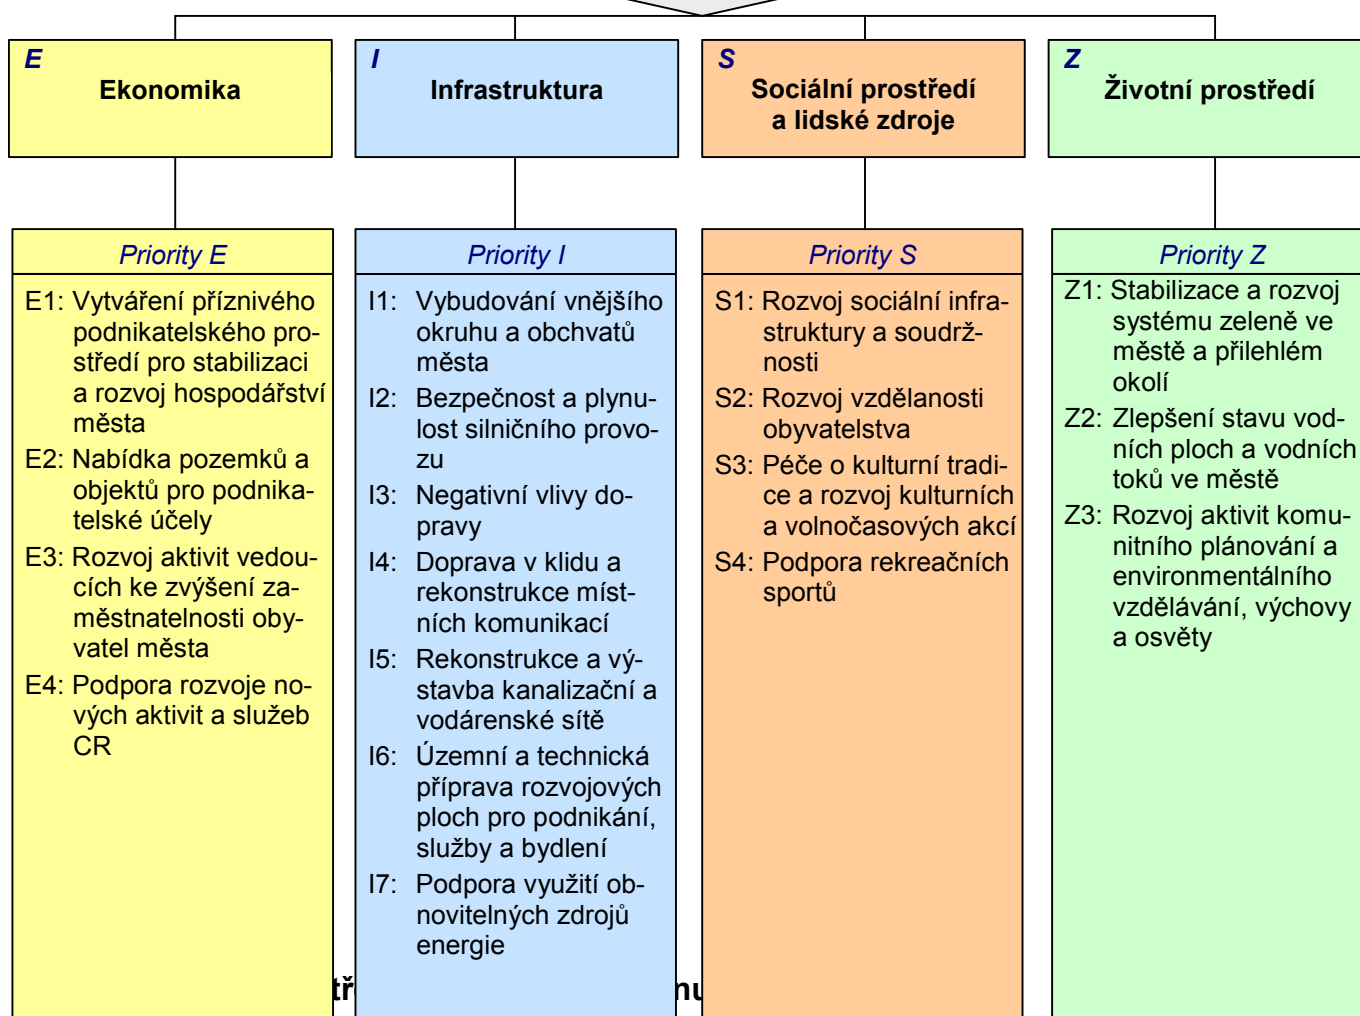 E
Ekonomika
I
Infrastruktura
S
Sociální prostředí
a lidské zdroje
Z
Životní prostředí
Priority E
E1: Vytváření příznivého
podnikatelského pro-
středí pro stabilizaci
a rozvoj hospodářství
města
E2: Nabídka pozemků a
objektů pro podnika-
telské účely
E3: Rozvoj aktivit vedou-
cích ke zvýšení za-
městnatelnosti oby-
vatel města
E4: Podpora rozvoje no-
vých aktivit a služeb
CR
Priority I
I1: Vybudování vnějšího
okruhu a obchvatů
města
I2: Bezpečnost a plynu-
lost silničního provo-
zu
I3: Negativní vlivy do-
pravy
I4: Doprava v klidu a
rekonstrukce míst-
ních komunikací
I5: Rekonstrukce a vý-
stavba kanalizační a
vodárenské sítě
I6: Územní a technická
příprava rozvojových
ploch pro podnikání,
služby a bydlení
I7: Podpora využití ob-
novitelných zdrojů
energie
Priority S
S1: Rozvoj sociální infra-
struktury a soudrž-
nosti
S2: Rozvoj vzdělanosti
obyvatelstva
S3: Péče o kulturní tradi-
ce a rozvoj kulturních
a volnočasových akcí
S4: Podpora rekreačních
sportů
Priority Z
Z1: Stabilizace a rozvoj
systému zeleně ve
městě a přilehlém
okolí
Z2: Zlepšení stavu vod-
ních ploch a vodních
toků ve městě
Z3: Rozvoj aktivit komu-
nitního plánování a
environmentálního
vzdělávání, výchovy
a osvěty